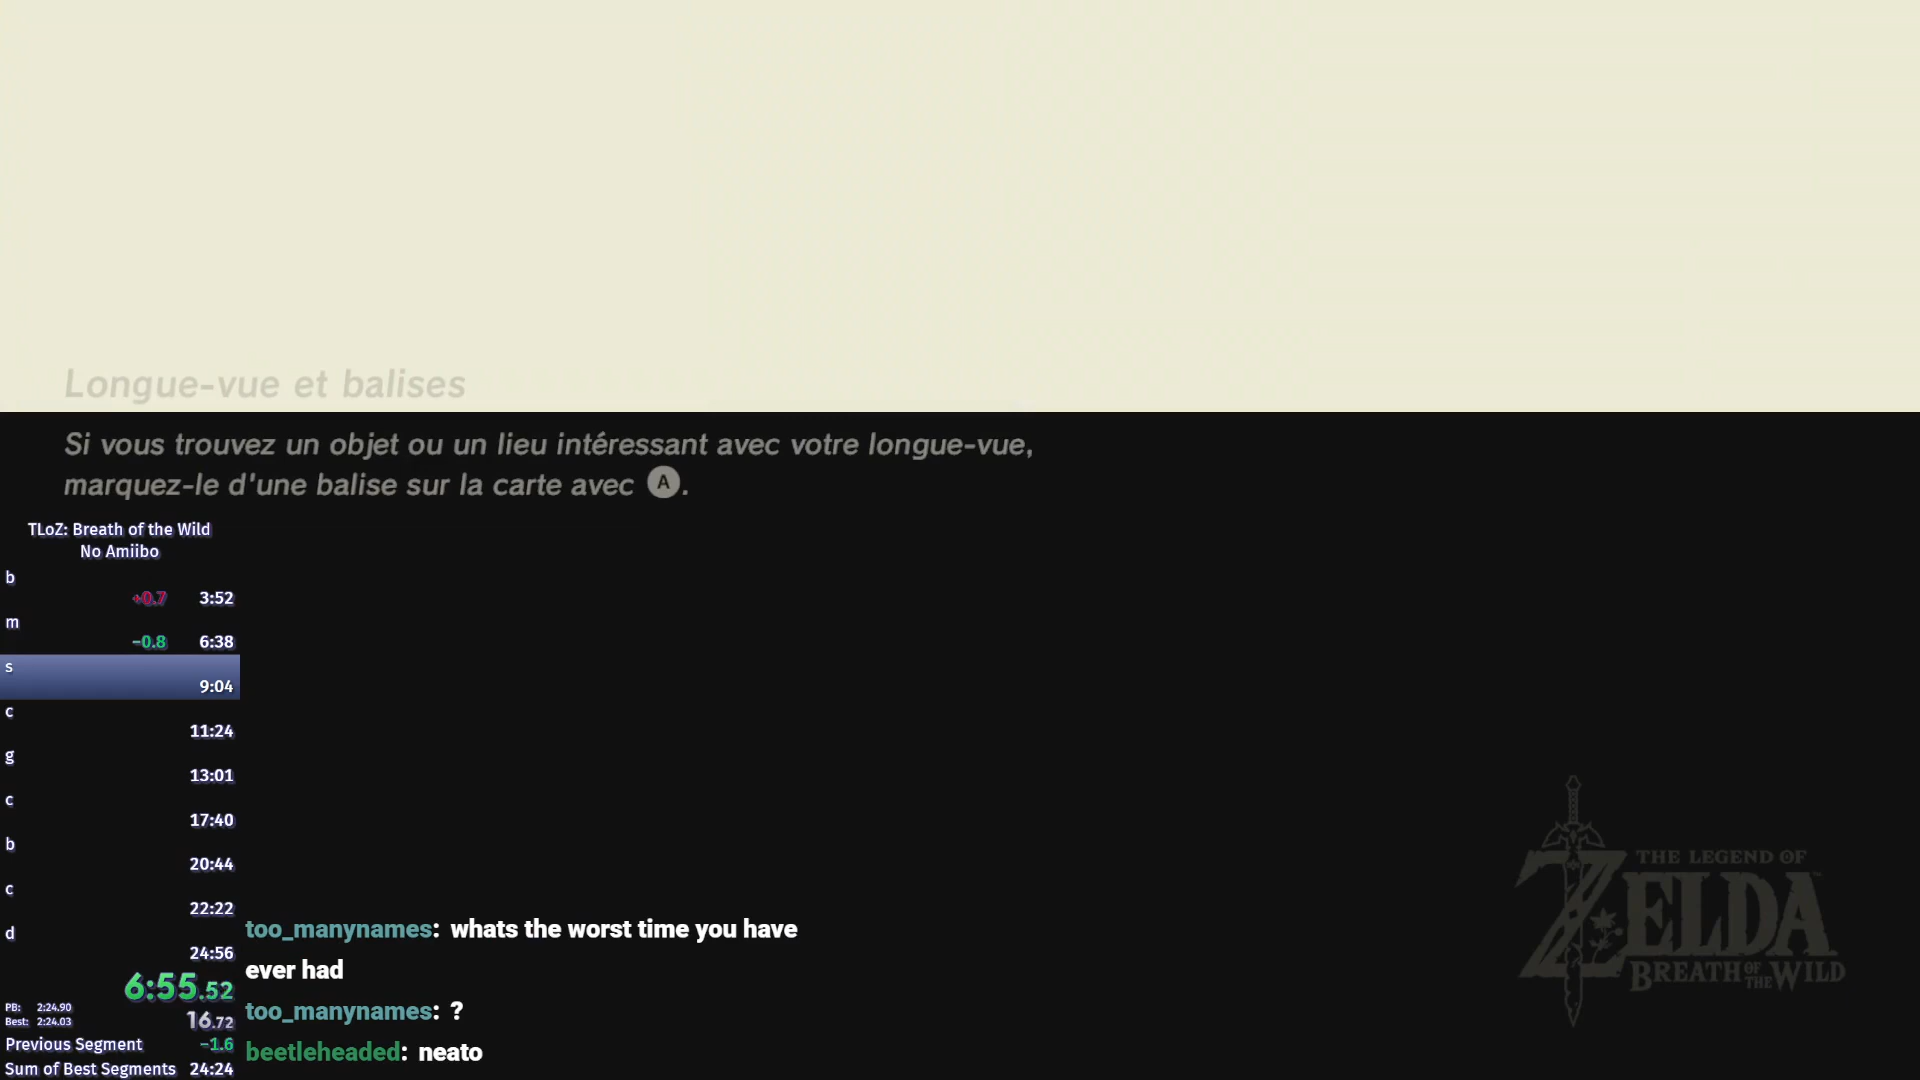 Longue-vue et balises
Si vous trouvez un objet ou un lieu intéressant avec votre longue-vue,
marquez-le d'une balise sur la carte avec A.
TLoZ: Breath of the Wild
No Amiibo
b
+0.7 3:52
m
-0.8 6:38
s
9:04
c
11:24
g
13:01
c
17:40
b
20:44
c
22:22
d
24:56
6:55.52
PB: 2:24.90
Best: 2:24.03
16.72
Previous Segment -1.6
Sum of Best Segments 24:24
too_manynames: whats the worst time you have
ever had
too_manynames: ?
beetleheaded: neato
THE LEGEND OF
ZELDA
BREATH OF THE WILD